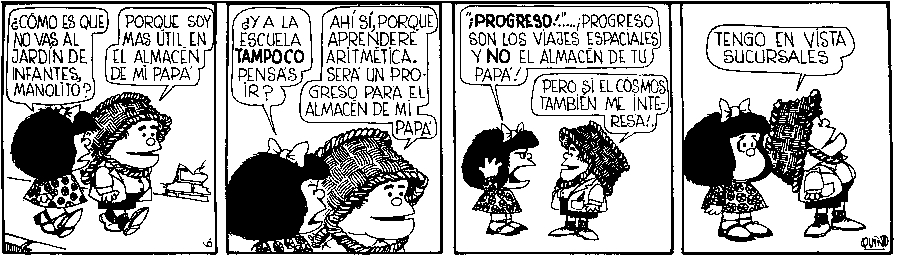 ¿CÓMO ES QUE
NO VAS AL
JARDÍN DE
INFANTES,
MANOLITO?
PORQUE SOY
MAS ÚTIL EN
EL ALMACÉN
DE MI PAPÁ
6
¿Y A LA
ESCUELA
TAMPOCO
PENSÁS
IR?
AHÍ SÍ, PORQUE
APRENDERÉ
ARITMÉTICA.
SERÁ UN PRO-
GRESO PARA EL
ALMACÉN DE MI
PAPÁ
"¡PROGRESO!"....¡PROGRESO
SON LOS VIAJES ESPACIALES
Y NO EL ALMACÉN DE TU
PAPÁ!
PERO SI EL COSMOS
TAMBIÉN ME INTE-
RESA!..
TENGO EN VISTA
SUCURSALES
QUINO